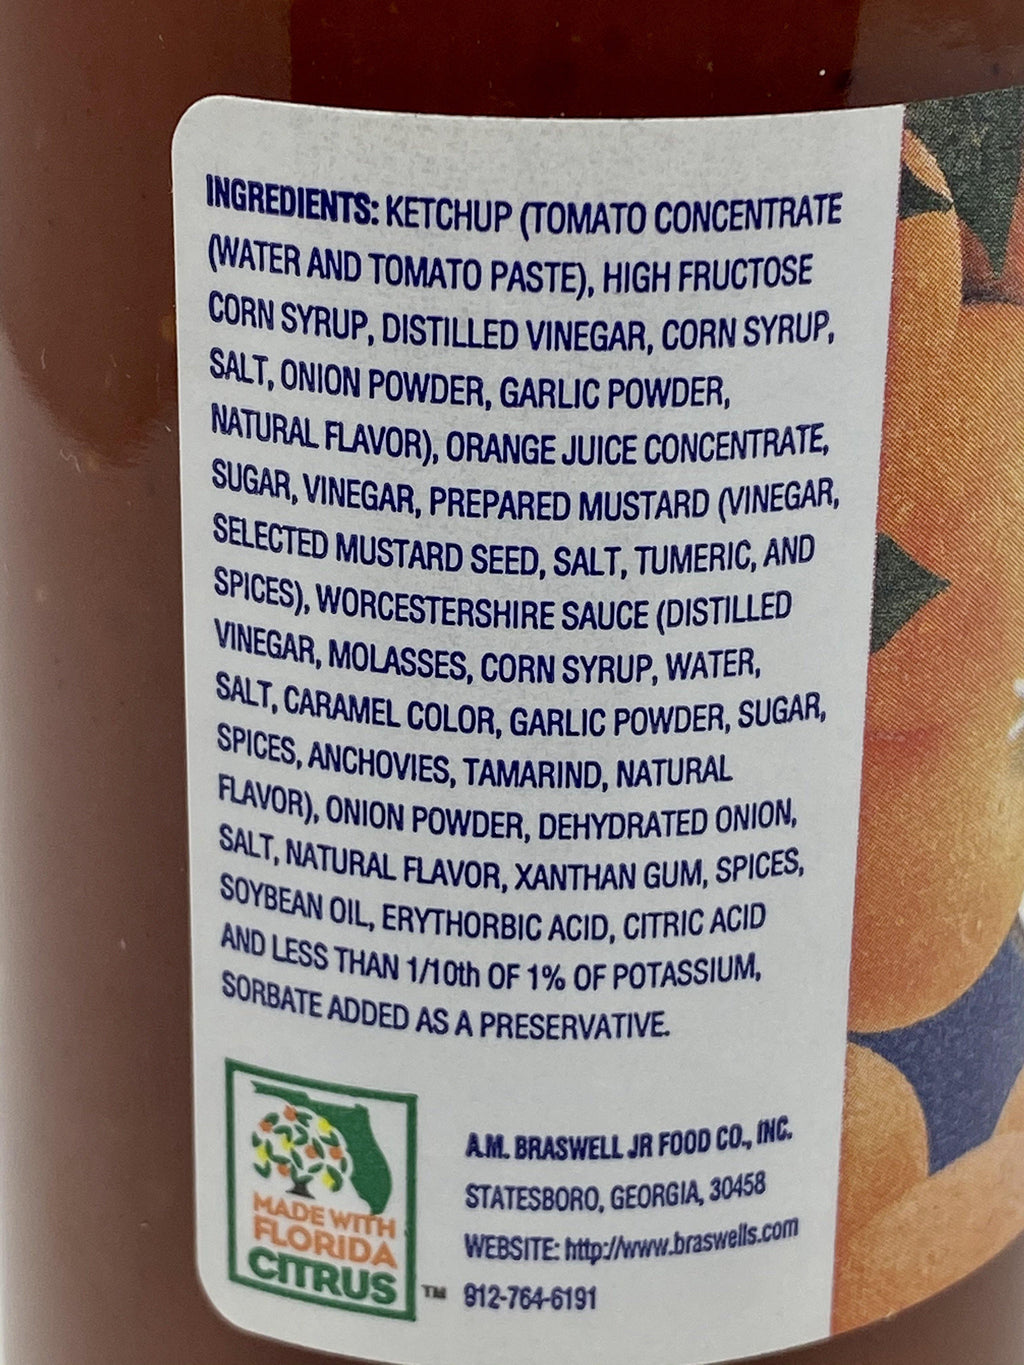 INGREDIENTS: KETCHUP (TOMATO CONCENTRATE
(WATER AND TOMATO PASTE), HIGH FRUCTOSE
CORN SYRUP, DISTILLED VINEGAR, CORN SYRUP,
SALT, ONION POWDER, GARLIC POWDER,
NATURAL FLAVOR), ORANGE JUICE CONCENTRATE,
SUGAR, VINEGAR, PREPARED MUSTARD (VINEGAR,
SELECTED MUSTARD SEED, SALT, TUMERIC, AND
SPICES), WORCESTERSHIRE SAUCE (DISTILLED
VINEGAR, MOLASSES, CORN SYRUP, WATER,
SALT, CARAMEL COLOR, GARLIC POWDER, SUGAR,
SPICES, ANCHOVIES, TAMARIND, NATURAL
FLAVOR), ONION POWDER, DEHYDRATED ONION,
SALT, NATURAL FLAVOR, XANTHAN GUM, SPICES,
SOYBEAN OIL, ERYTHORBIC ACID, CITRIC ACID
AND LESS THAN 1/10th OF 1% OF POTASSIUM,
SORBATE ADDED AS A PRESERVATIVE.
MADE WITH
FLORIDA
CITRUS ™
A.M. BRASWELL JR FOOD CO., INC.
STATESBORO, GEORGIA, 30458
WEBSITE: http://www.braswells.com
912-764-6191